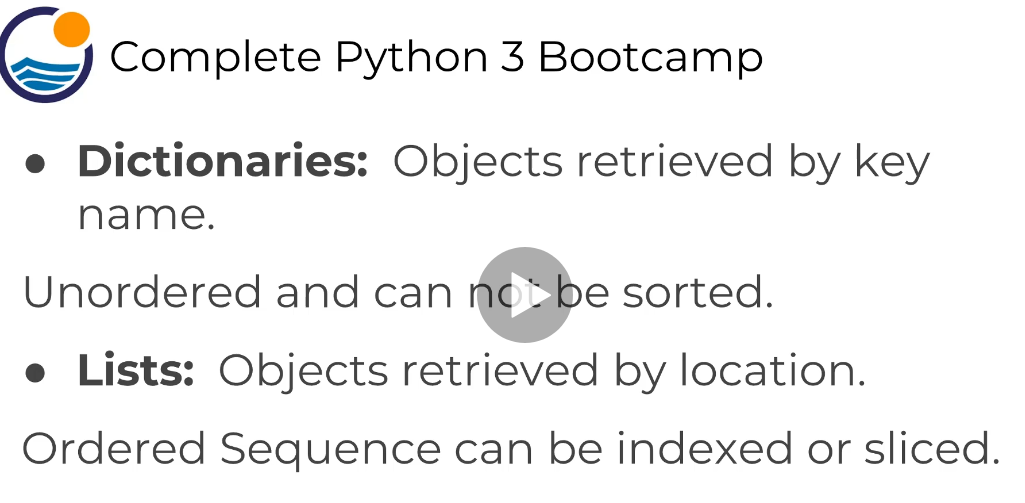 Complete Python 3 Bootcamp
● Dictionaries: Objects retrieved by key
name.
Unordered and can not be sorted.
● Lists: Objects retrieved by location.
Ordered Sequence can be indexed or sliced.